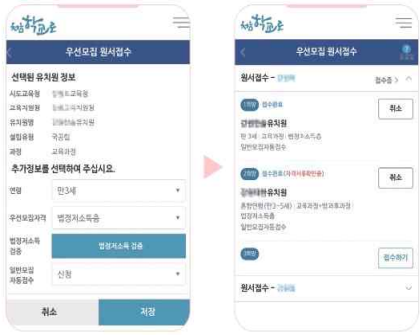 처음학교로
우선모집 원서접수
선택된 유치원 정보
시도교육청
교육지원청
유치원명
설립유형 국공립
과정 교육과정
추가정보를 선택하여 주십시요.
연령 만3세
우선모집자격 법정저소득층
법정저소득
검증
법정저소득 검증
일반모집
자동접수
신청
취소 저장
처음학교로
우선모집 원서접수
원서접수 - 접수중
1희망 접수완료 취소
유치원
만 3세 : 교육과정 : 법정저소득층
일반모집자동접수
2희망 접수완료(자격서류확인중) 취소
유치원
혼합연령(만3~5세) : 교육과정+방과후과정 :
법정저소득층
일반모집자동접수
3희망 접수하기
원서접수 -